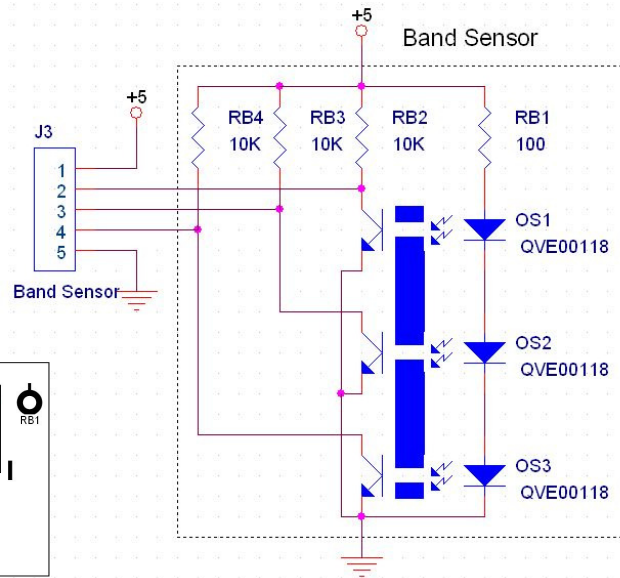 +5
Band Sensor
+5
J3
1
2
3
4
5
Band Sensor
RB4
10K
RB3
10K
RB2
10K
RB1
100
OS1
QVE00118
OS2
QVE00118
OS3
QVE00118
RB1